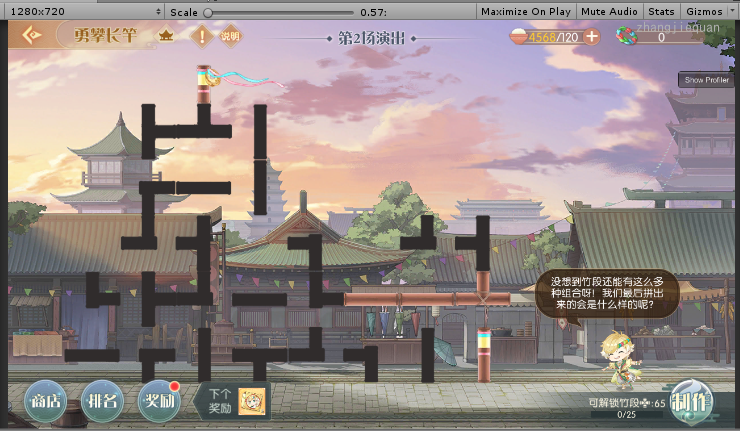 1280x720
Scale
0.57:
Maximize On Play
Mute Audio
Stats
Gizmos
勇攀长竿
!
说明
第2场演出
4568/120
0
zhangjiequan
Show Profiler
没想到竹段还能有这么多
种组合呀！我们最后拼出
来的会是什么样的呢？
商店
排名
奖励
下个
奖励
可解锁竹段
:65
0/25
制作